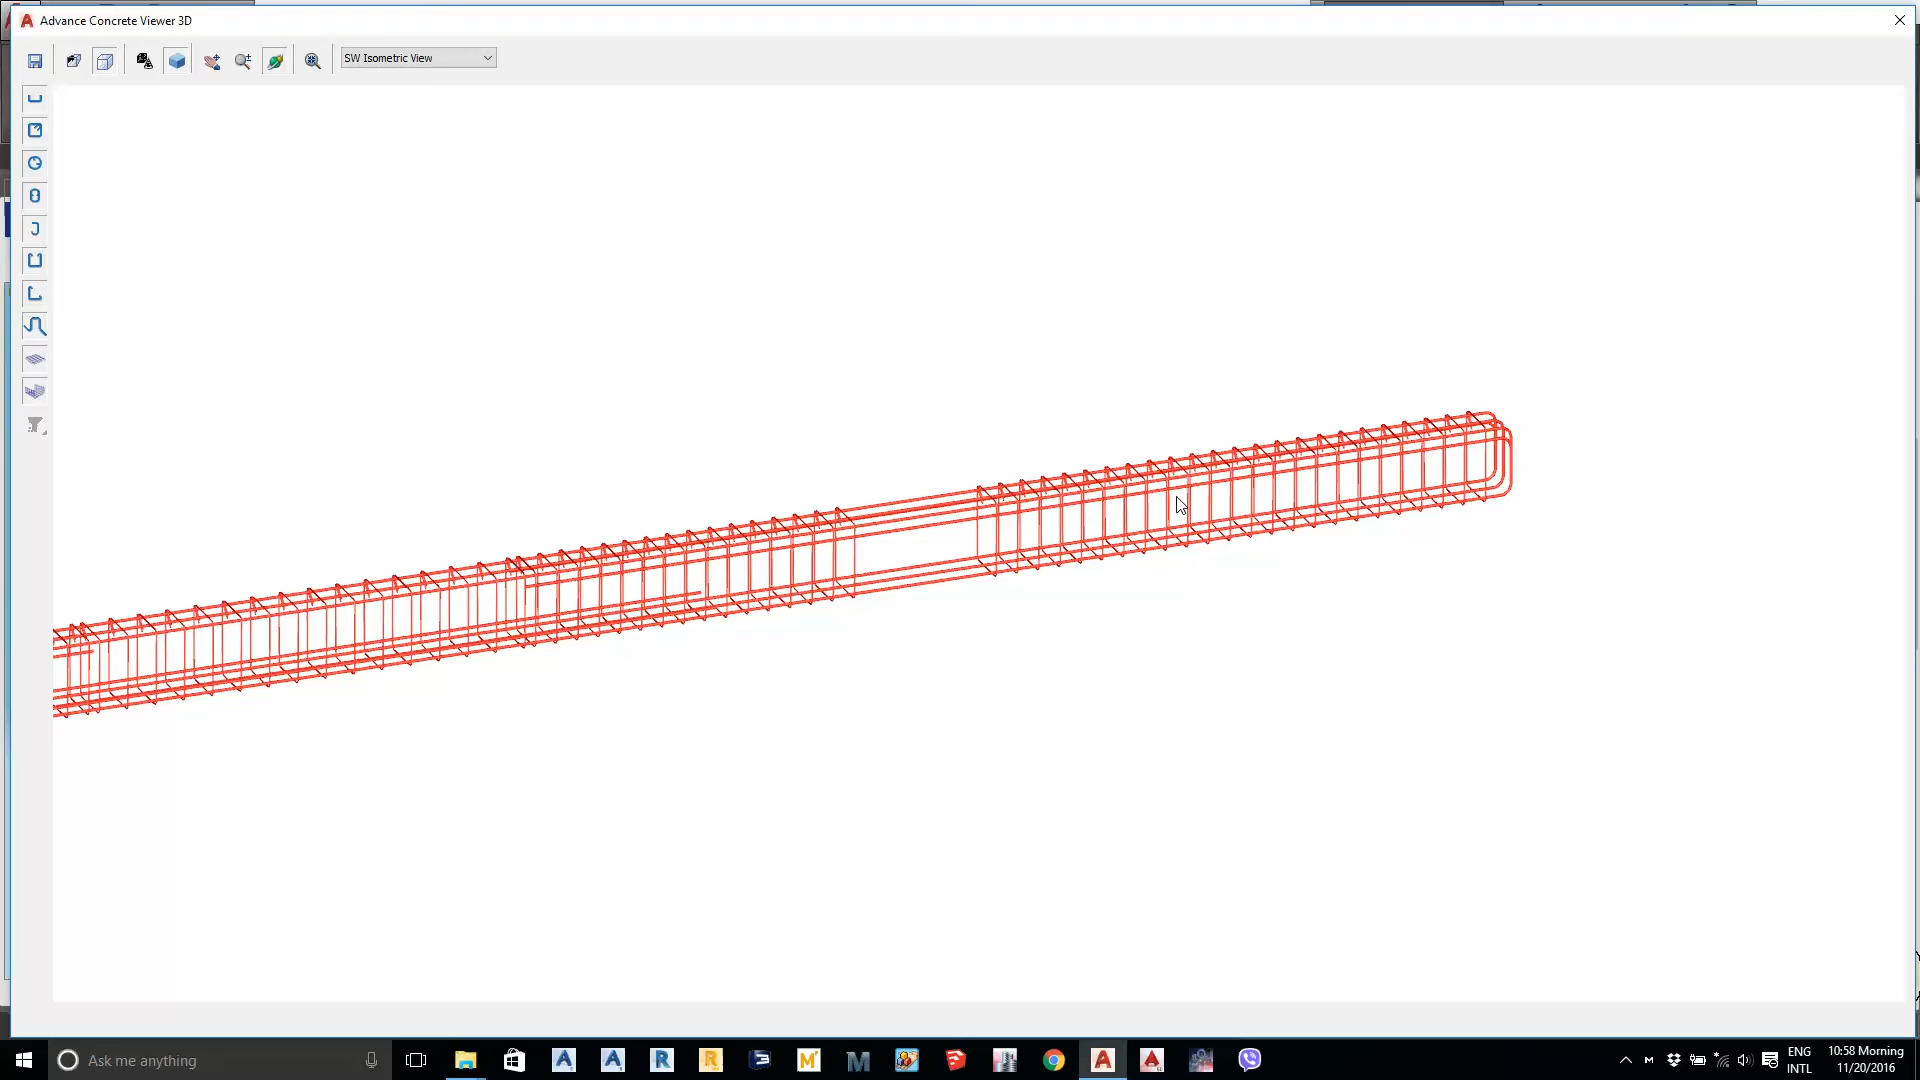 Advance Concrete Viewer 3D
SW Isometric View
Ask me anything
ENG
INTL
10:58 Morning
11/20/2016